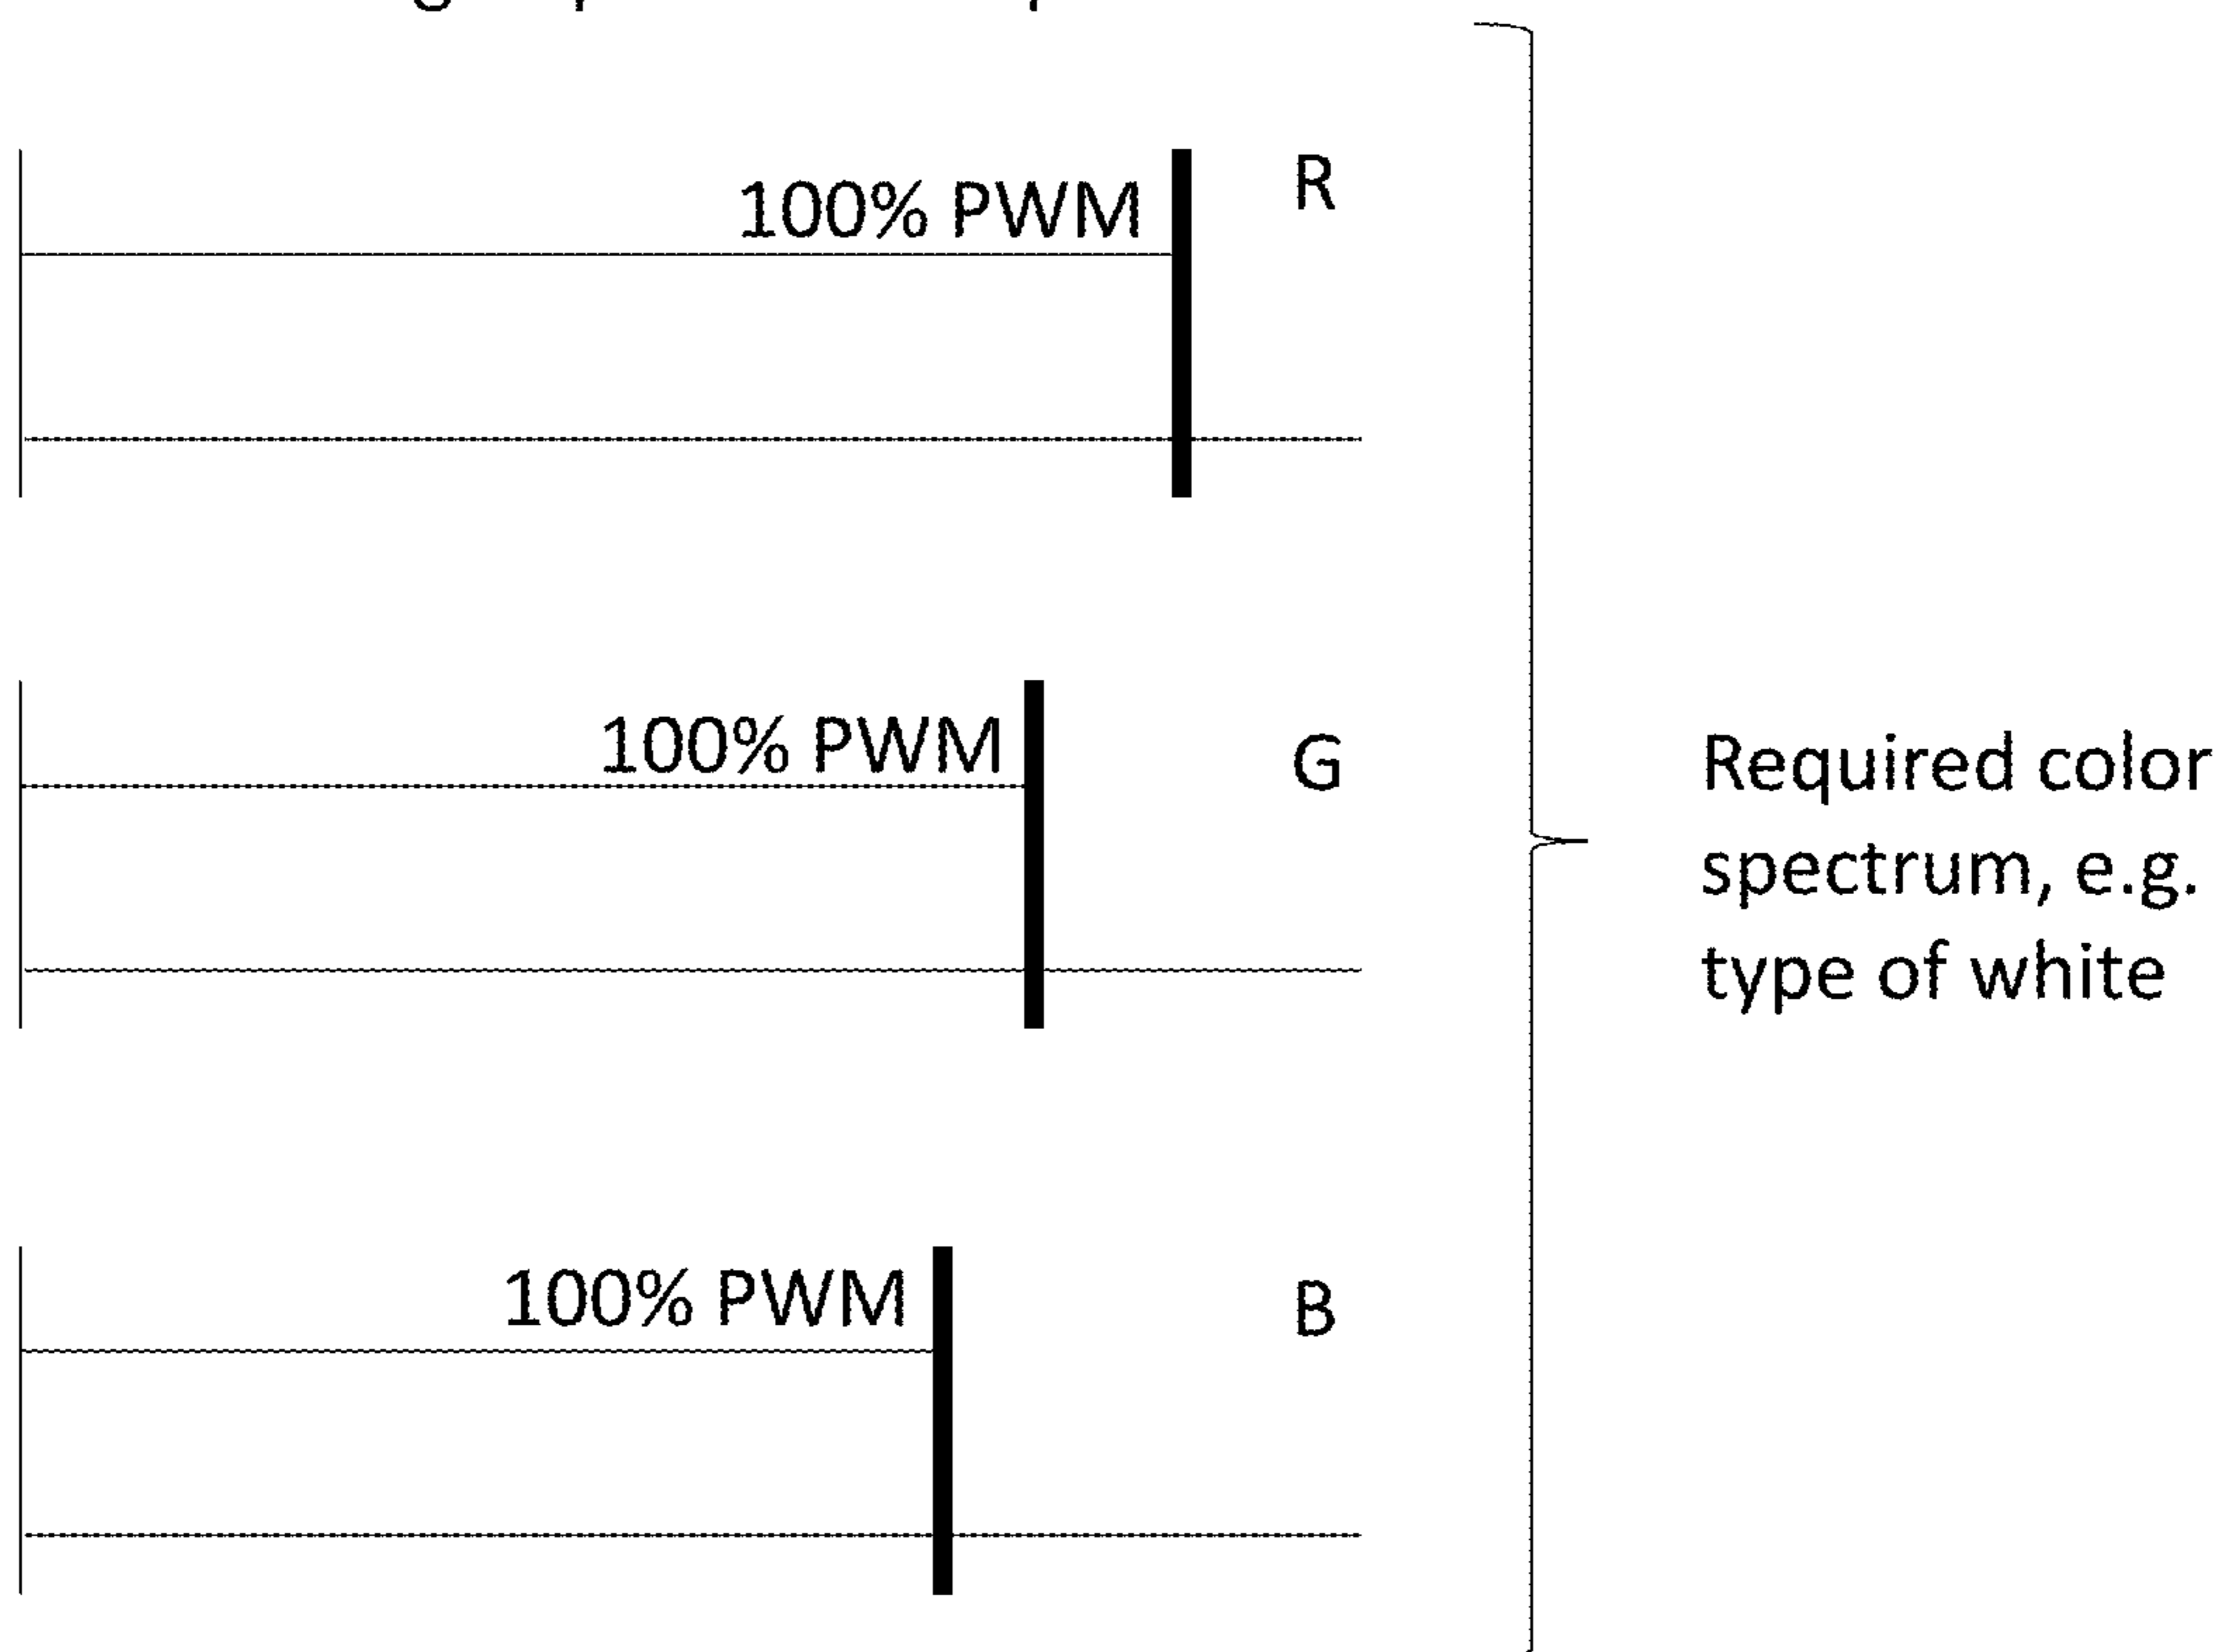 100% PWM
R
100% PWM
G
Required color
spectrum, e.g.
type of white
100% PWM
B